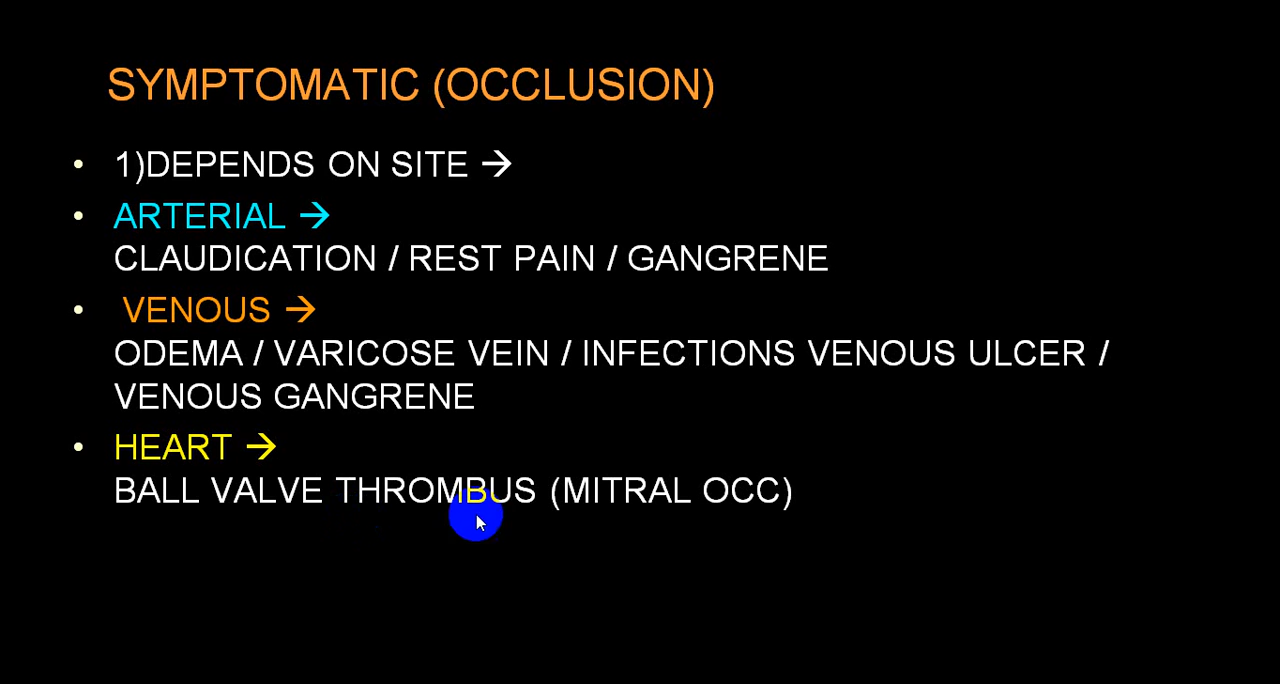 SYMPTOMATIC (OCCLUSION)
• 1)DEPENDS ON SITE →
• ARTERIAL →
CLAUDICATION / REST PAIN / GANGRENE
• VENOUS →
ODEMA / VARICOSE VEIN / INFECTIONS VENOUS ULCER /
VENOUS GANGRENE
• HEART →
BALL VALVE THROMBUS (MITRAL OCC)